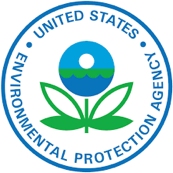 UNITED STATES
ENVIRONMENTAL PROTECTION AGENCY